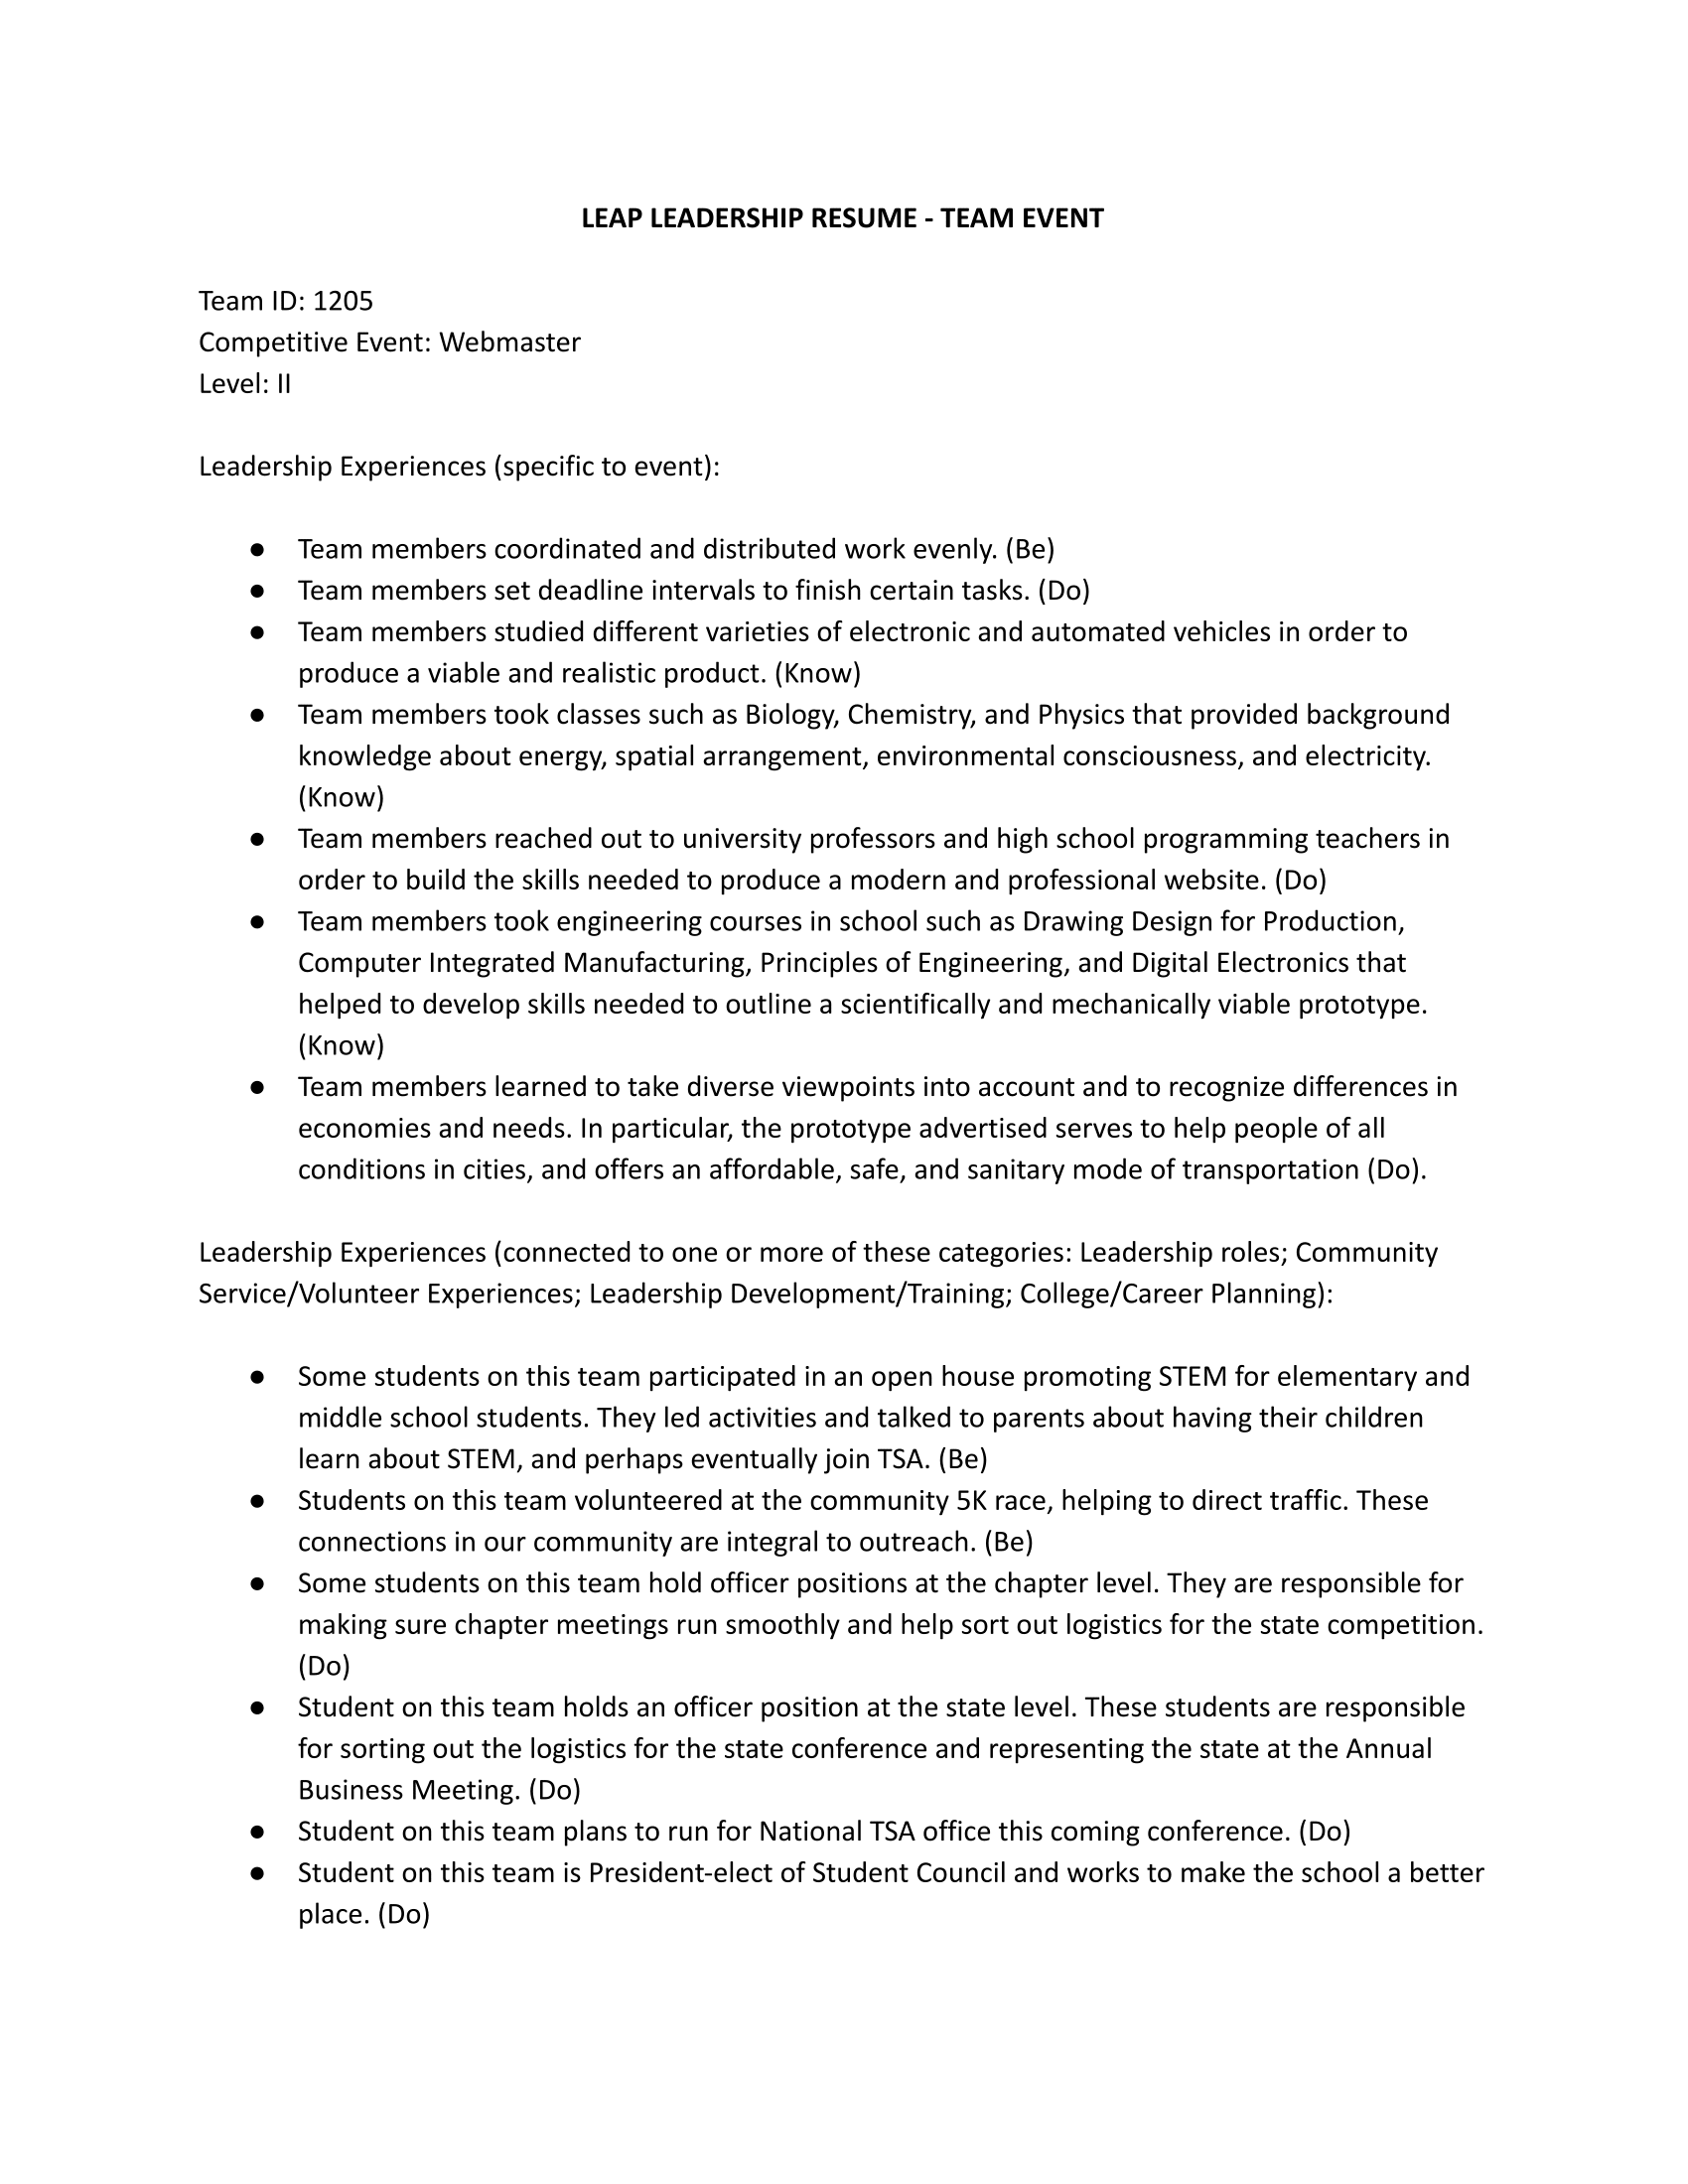 LEAP LEADERSHIP RESUME - TEAM EVENT
Team ID: 1205
Competitive Event: Webmaster
Level: II
Leadership Experiences (specific to event):
● Team members coordinated and distributed work evenly. (Be)
● Team members set deadline intervals to finish certain tasks. (Do)
● Team members studied different varieties of electronic and automated vehicles in order to
produce a viable and realistic product. (Know)
● Team members took classes such as Biology, Chemistry, and Physics that provided background
knowledge about energy, spatial arrangement, environmental consciousness, and electricity.
(Know)
● Team members reached out to university professors and high school programming teachers in
order to build the skills needed to produce a modern and professional website. (Do)
● Team members took engineering courses in school such as Drawing Design for Production,
Computer Integrated Manufacturing, Principles of Engineering, and Digital Electronics that
helped to develop skills needed to outline a scientifically and mechanically viable prototype.
(Know)
● Team members learned to take diverse viewpoints into account and to recognize differences in
economies and needs. In particular, the prototype advertised serves to help people of all
conditions in cities, and offers an affordable, safe, and sanitary mode of transportation (Do).
Leadership Experiences (connected to one or more of these categories: Leadership roles; Community
Service/Volunteer Experiences; Leadership Development/Training; College/Career Planning):
● Some students on this team participated in an open house promoting STEM for elementary and
middle school students. They led activities and talked to parents about having their children
learn about STEM, and perhaps eventually join TSA. (Be)
● Students on this team volunteered at the community 5K race, helping to direct traffic. These
connections in our community are integral to outreach. (Be)
● Some students on this team hold officer positions at the chapter level. They are responsible for
making sure chapter meetings run smoothly and help sort out logistics for the state competition.
(Do)
● Student on this team holds an officer position at the state level. These students are responsible
for sorting out the logistics for the state conference and representing the state at the Annual
Business Meeting. (Do)
● Student on this team plans to run for National TSA office this coming conference. (Do)
● Student on this team is President-elect of Student Council and works to make the school a better
place. (Do)